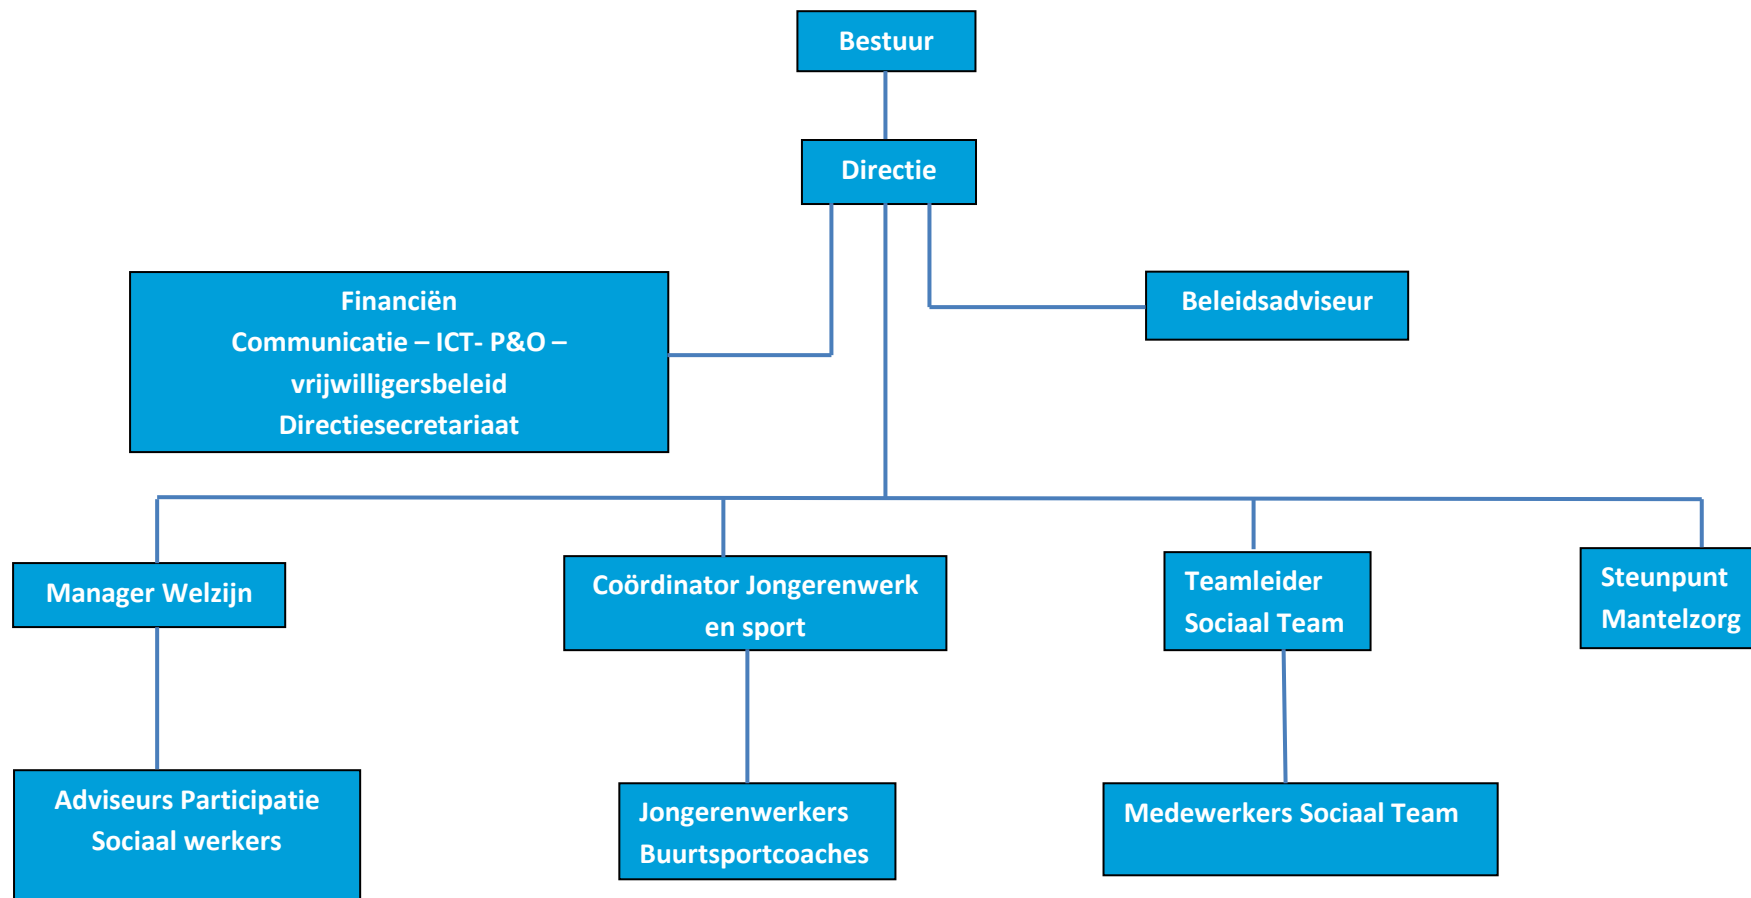 Bestuur
Directie
Financiën
Communicatie – ICT- P&O –
vrijwilligersbeleid
Directiesecretariaat
Beleidsadviseur
Manager Welzijn
Coördinator Jongerenwerk
en sport
Teamleider
Sociaal Team
Steunpunt
Mantelzorg
Adviseurs Participatie
Sociaal werkers
Jongerenwerkers
Buurtsportcoaches
Medewerkers Sociaal Team